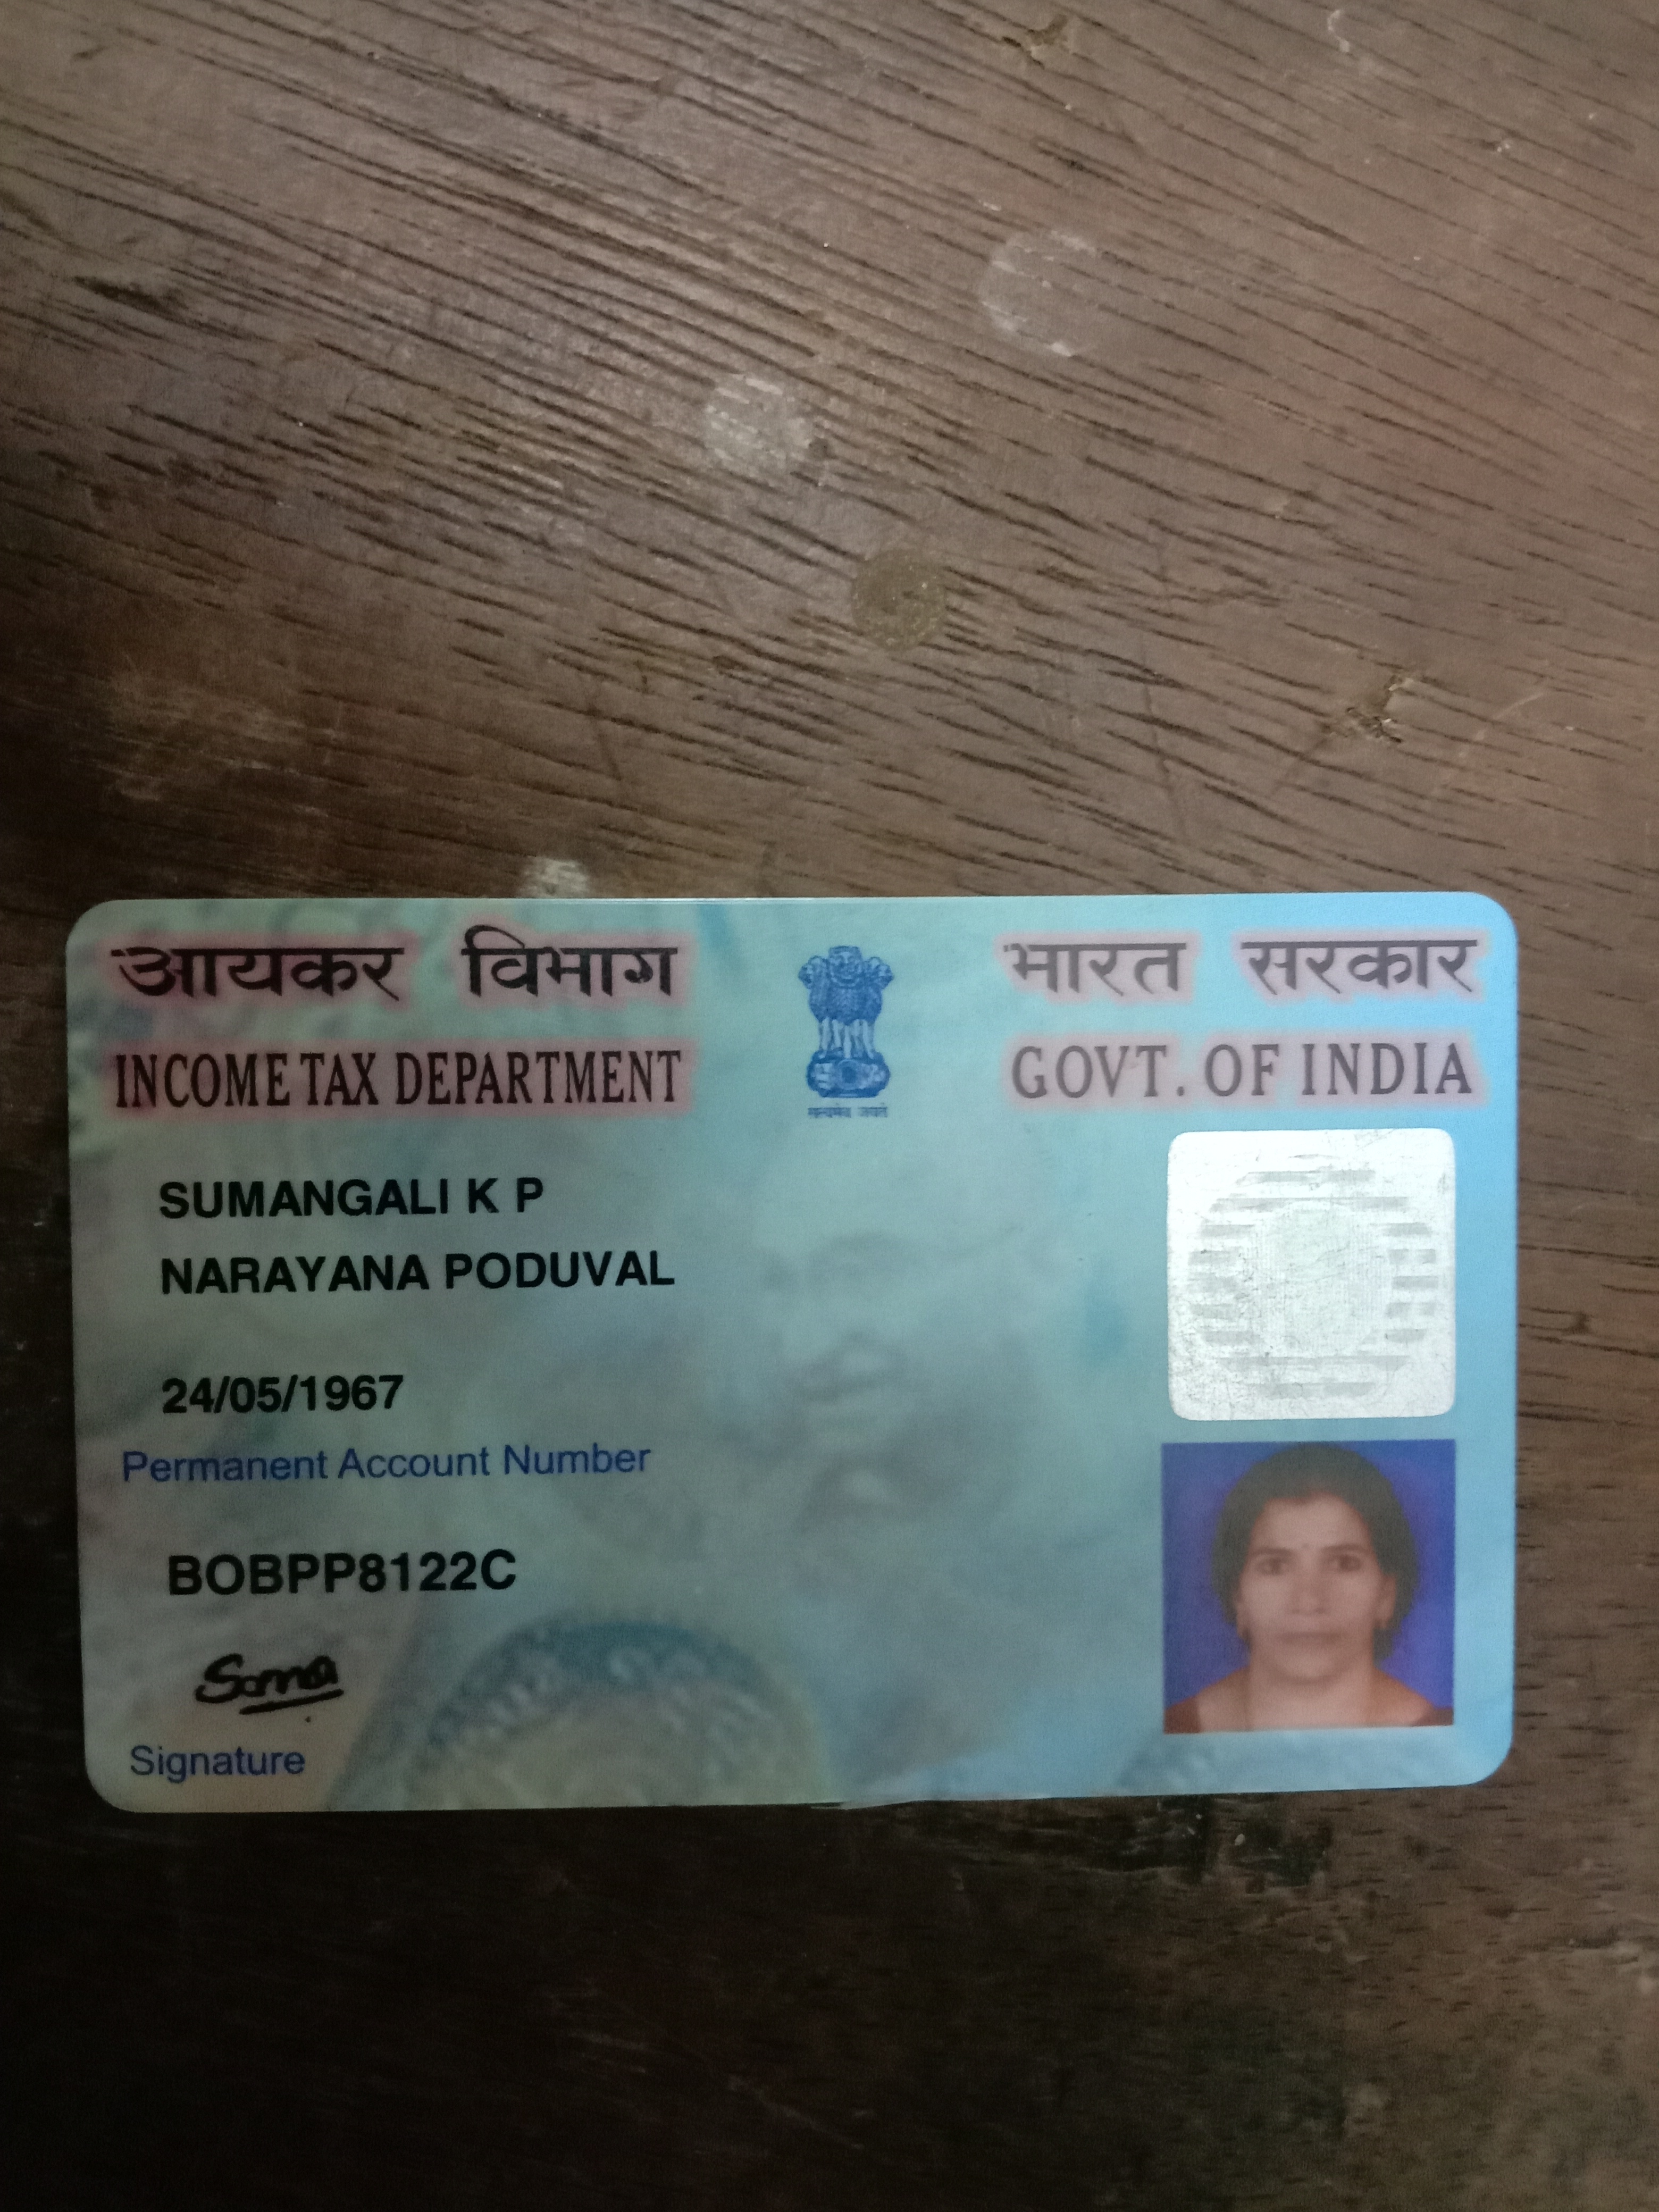 आयकर विभाग
INCOME TAX DEPARTMENT
सत्यमेव जयते
भारत सरकार
GOVT. OF INDIA
SUMANGALI K P
NARAYANA PODUVAL
24/05/1967
Permanent Account Number
BOBPP8122C
Signature